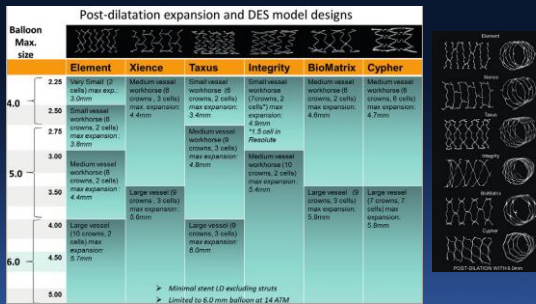 Post-dilatation expansion and DES model designs
Balloon
Max.
size
Element
Xience
Taxus
Integrity
BioMatrix
Cypher
4.0
5.0
6.0
2.25
2.50
2.75
3.00
3.50
4.00
4.50
5.00
Very Small (2
cells) max exp.:
3.0mm
Small vessel
workhorse (8
crowns, 2 cells)
max expansion:
3.8mm
Medium vessel
workhorse (8
crowns, 2 cells)
max expansion:
4.4mm
Large vessel
(10 crowns, 2
cells) max
expansion:
5.7mm
Medium vessel
workhorse (6
crowns, 3 cells)
max. expansion:
4.4mm
Large vessel (9
crowns, 3 cells)
max expansion:
5.6mm
Small vessel
workhorse (6
crowns, 2 cells)
max expansion:
3.4mm
Medium vessel
workhorse (9
crowns, 3 cells)
max expansion:
4.8mm
Large vessel (9
crowns, 3 cells)
max expansion:
6.0mm
Small vessel
workhorse
(7crowns, 2
cells*) max
expansion:
4.9mm
*1.5 cell in
Resolute
Medium vessel
workhorse (10
crowns, 2 cells)
max expansion:
5.4mm
Medium vessel
workhorse (6
crowns, 2 cells)
max expansion:
4.6mm
Large vessel (9
crowns, 3 cells)
max expansion:
5.9mm
Medium vessel
workhorse (6
crowns, 6 cells)
max expansion:
4.7mm
Large vessel
(7 crowns, 7
cells) max
expansion:
5.8mm
➢ Minimal stent LD excluding struts
➢ Limited to 6.0 mm balloon at 14 ATM
Element
Xience
Taxus
Integrity
BioMatrix
Cypher
POST-DILATION WITH 6.0mm